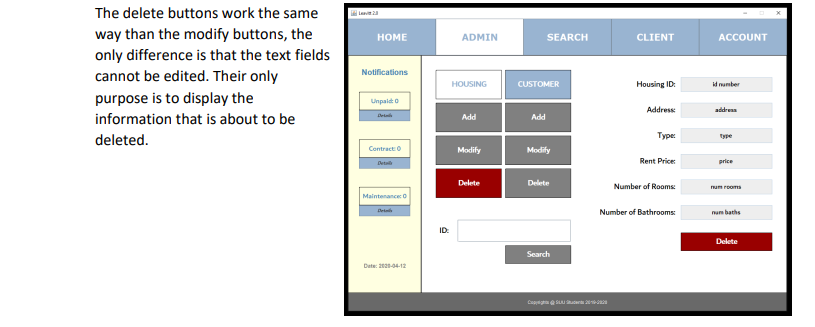 The delete buttons work the same
way than the modify buttons, the
only difference is that the text fields
cannot be edited. Their only
purpose is to display the
information that is about to be
deleted.
Leavitt 2.0
HOME ADMIN SEARCH CLIENT ACCOUNT
Notifications
Unpaid: 0
Details
Contract: 0
Details
Maintenance: 0
Details
Date: 2020-04-12
HOUSING CUSTOMER
Add Add
Modify Modify
Delete Delete
ID:
Search
Housing ID: id number
Address: address
Type: type
Rent Price: price
Number of Rooms: num rooms
Number of Bathrooms: num baths
Delete
Copyrights @ Students 2019-2020